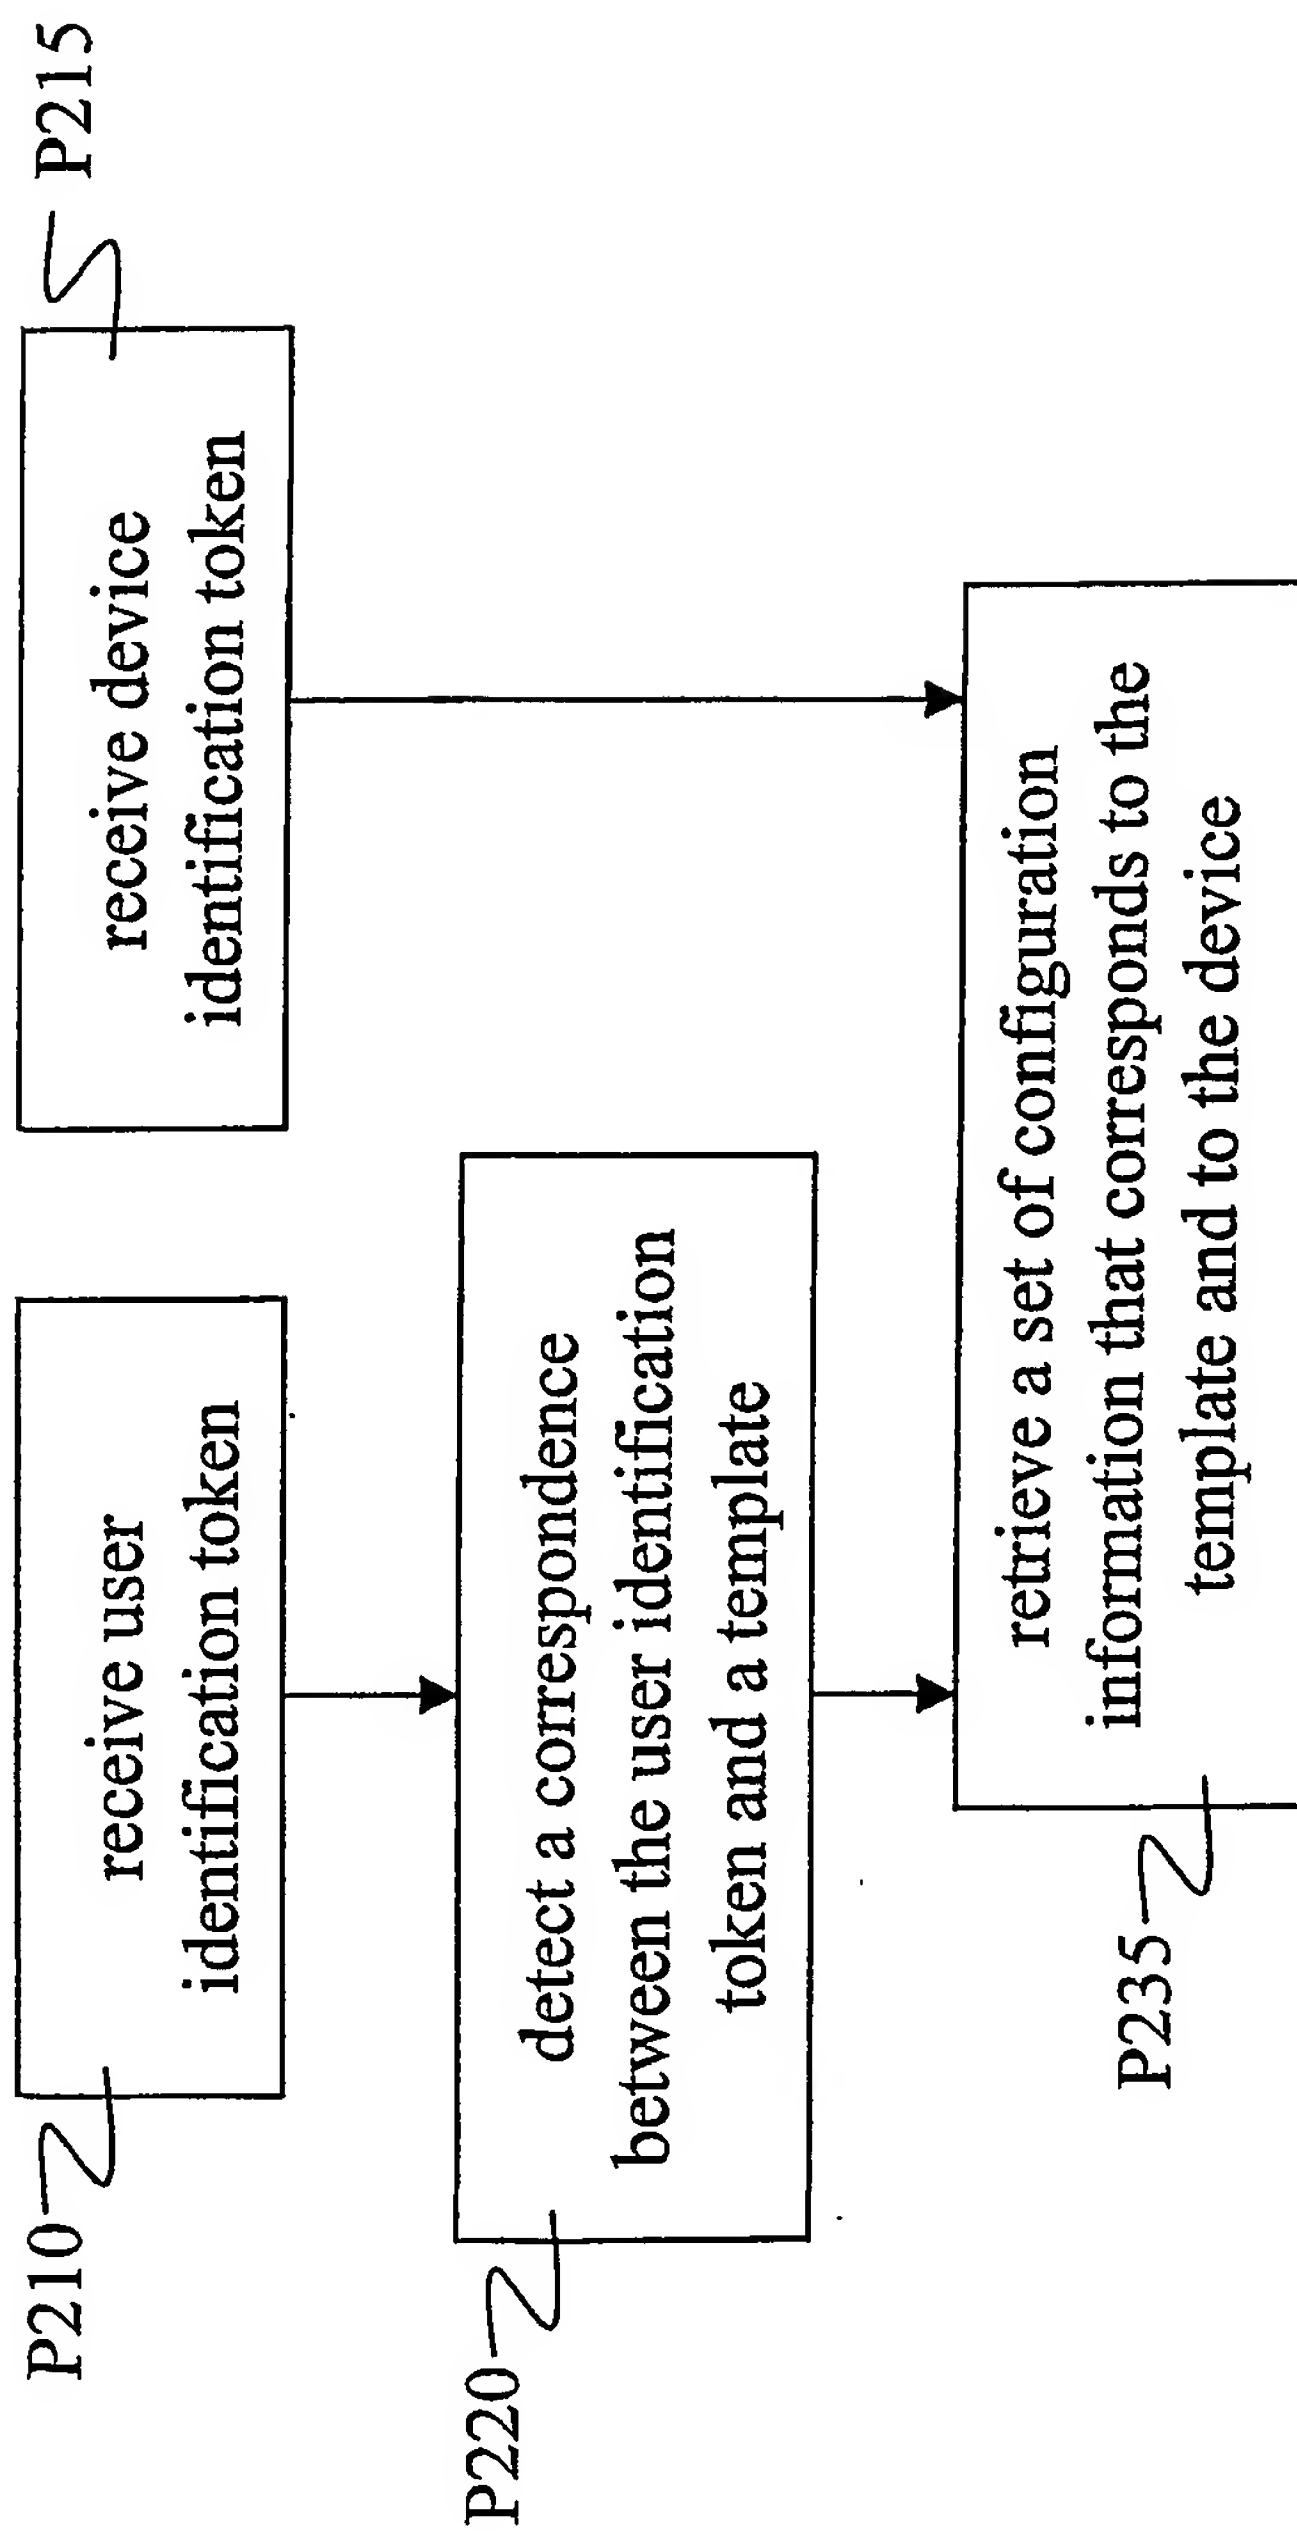 P210
receive user
identification token
receive device
identification token
P215
P220
detect a correspondence
between the user identification
token and a template
P235
retrieve a set of configuration
information that corresponds to the
template and to the device